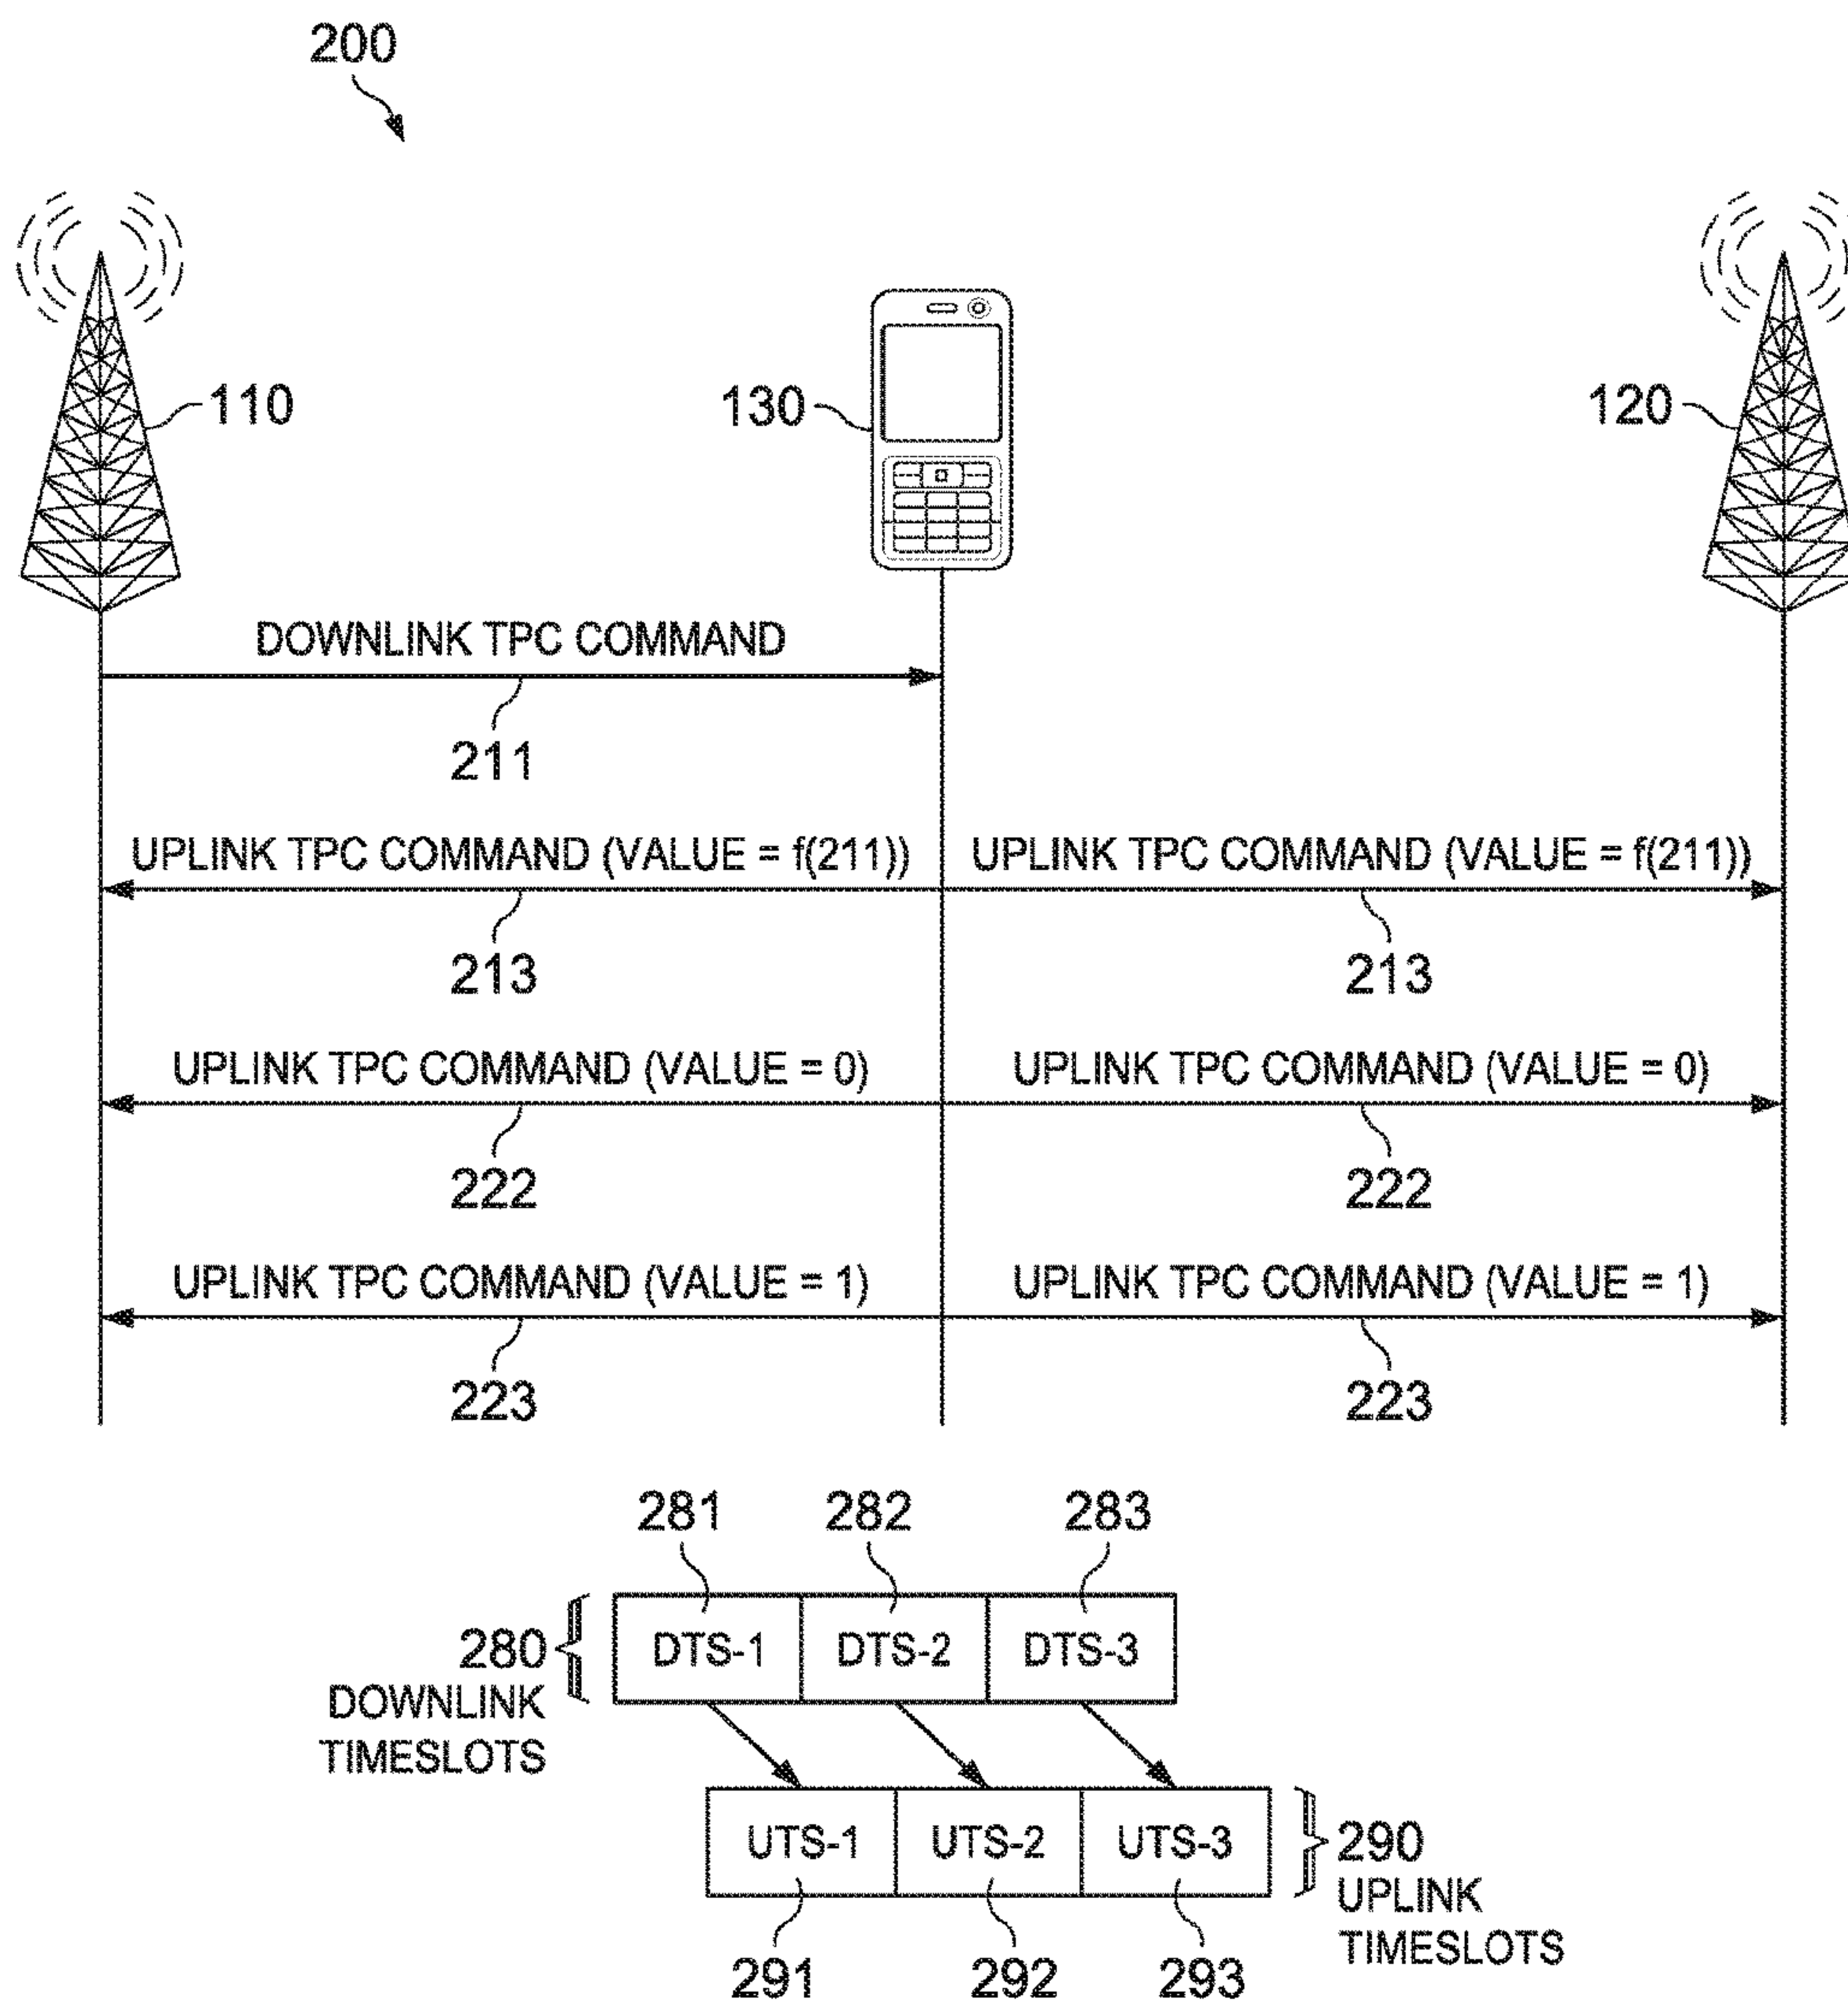 200
110
130
120
DOWNLINK TPC COMMAND
211
UPLINK TPC COMMAND (VALUE = f(211))
UPLINK TPC COMMAND (VALUE = f(211))
213
213
UPLINK TPC COMMAND (VALUE = 0)
UPLINK TPC COMMAND (VALUE = 0)
222
222
UPLINK TPC COMMAND (VALUE = 1)
UPLINK TPC COMMAND (VALUE = 1)
223
223
281
282
283
280
DOWNLINK
TIMESLOTS
DTS-1
DTS-2
DTS-3
UTS-1
UTS-2
UTS-3
290
UPLINK
TIMESLOTS
291
292
293